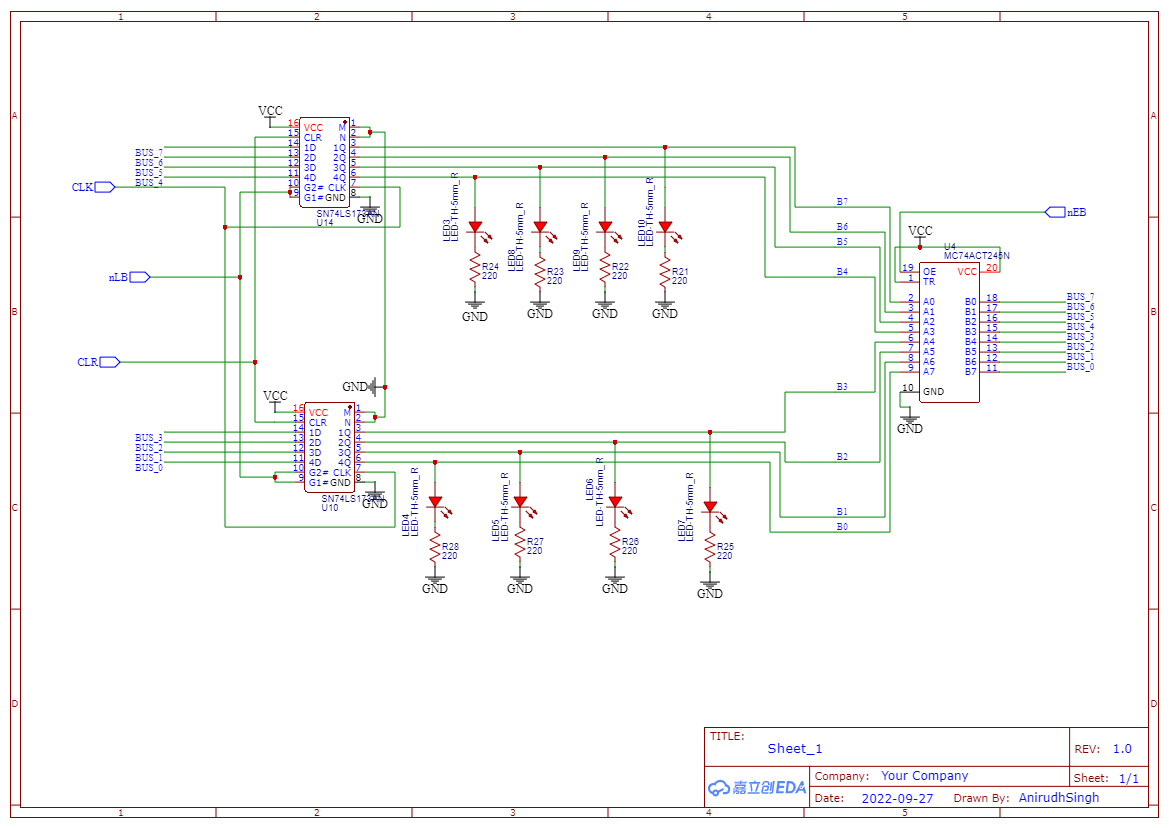 1 2 3 4 5
A A
B B
C C
D D
1 2 3 4 5
VCC
16 VCC M 1
15 CLR N 2
14 1D 1Q 3
13 2D 2Q 4
12 3D 3Q 5
11 4D 4Q 6
10 G2# CLK 7
9 G1# GND 8
SN74LS173AN
U14
GND
BUS_7
BUS_6
BUS_5
BUS_4
CLK
nLB
CLR
LED3
LED-TH-5mm_R
LED8
LED-TH-5mm_R
LED9
LED-TH-5mm_R
LED10
LED-TH-5mm_R
R24
220
R23
220
R22
220
R21
220
GND GND GND GND
B7
B6
B5
B4
B3
B2
B1
B0
nEB
VCC
U4
MC74ACT245N
19 OE VCC 20
1 TR
2 A0 B0 18
3 A1 B1 17
4 A2 B2 16
5 A3 B3 15
6 A4 B4 14
7 A5 B5 13
8 A6 B6 12
9 A7 B7 11
10 GND
GND
BUS_7
BUS_6
BUS_5
BUS_4
BUS_3
BUS_2
BUS_1
BUS_0
GND
VCC
16 VCC M 1
15 CLR N 2
14 1D 1Q 3
13 2D 2Q 4
12 3D 3Q 5
11 4D 4Q 6
10 G2# CLK 7
9 G1# GND 8
SN74LS173AN
U10
GND
BUS_3
BUS_2
BUS_1
BUS_0
LED4
LED-TH-5mm_R
LED5
LED-TH-5mm_R
LED6
LED-TH-5mm_R
LED7
LED-TH-5mm_R
R28
220
R27
220
R26
220
R25
220
GND GND GND GND
TITLE:
Sheet_1
REV: 1.0
嘉立创EDA
Company: Your Company
Sheet: 1/1
Date: 2022-09-27 Drawn By: AnirudhSingh